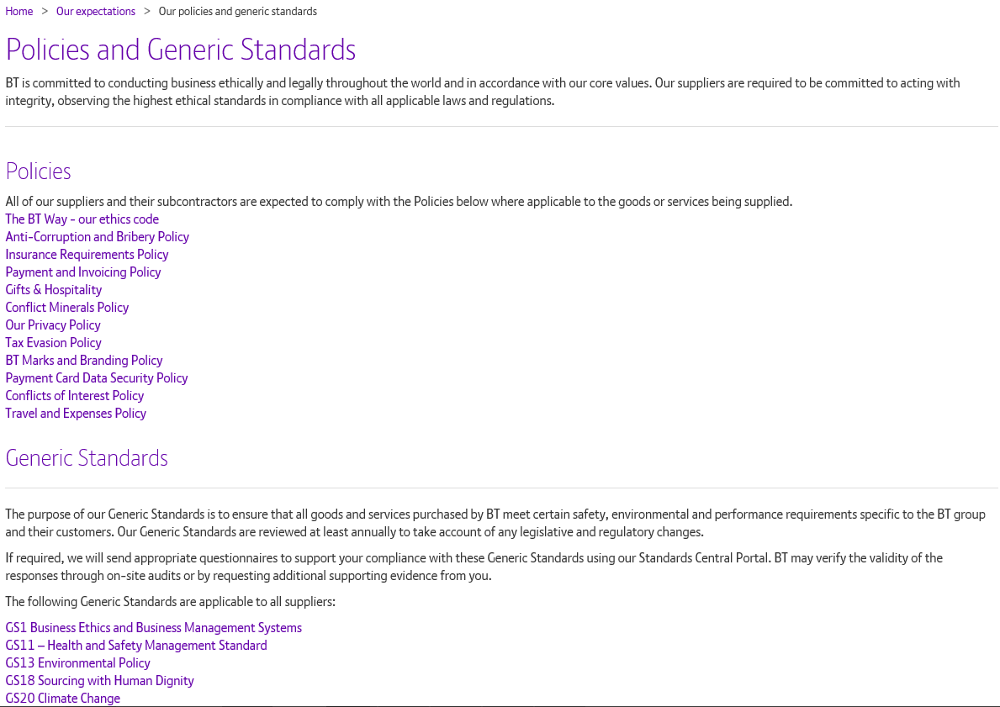 Home > Our expectations > Our policies and generic standards
Policies and Generic Standards
BT is committed to conducting business ethically and legally throughout the world and in accordance with our core values. Our suppliers are required to be committed to acting with
integrity, observing the highest ethical standards in compliance with all applicable laws and regulations.
Policies
All of our suppliers and their subcontractors are expected to comply with the Policies below where applicable to the goods or services being supplied.
The BT Way - our ethics code
Anti-Corruption and Bribery Policy
Insurance Requirements Policy
Payment and Invoicing Policy
Gifts & Hospitality
Conflict Minerals Policy
Our Privacy Policy
Tax Evasion Policy
BT Marks and Branding Policy
Payment Card Data Security Policy
Conflicts of Interest Policy
Travel and Expenses Policy
Generic Standards
The purpose of our Generic Standards is to ensure that all goods and services purchased by BT meet certain safety, environmental and performance requirements specific to the BT group
and their customers. Our Generic Standards are reviewed at least annually to take account of any legislative and regulatory changes.
If required, we will send appropriate questionnaires to support your compliance with these Generic Standards using our Standards Central Portal. BT may verify the validity of the
responses through on-site audits or by requesting additional supporting evidence from you.
The following Generic Standards are applicable to all suppliers:
GS1 Business Ethics and Business Management Systems
GS11 – Health and Safety Management Standard
GS13 Environmental Policy
GS18 Sourcing with Human Dignity
GS20 Climate Change